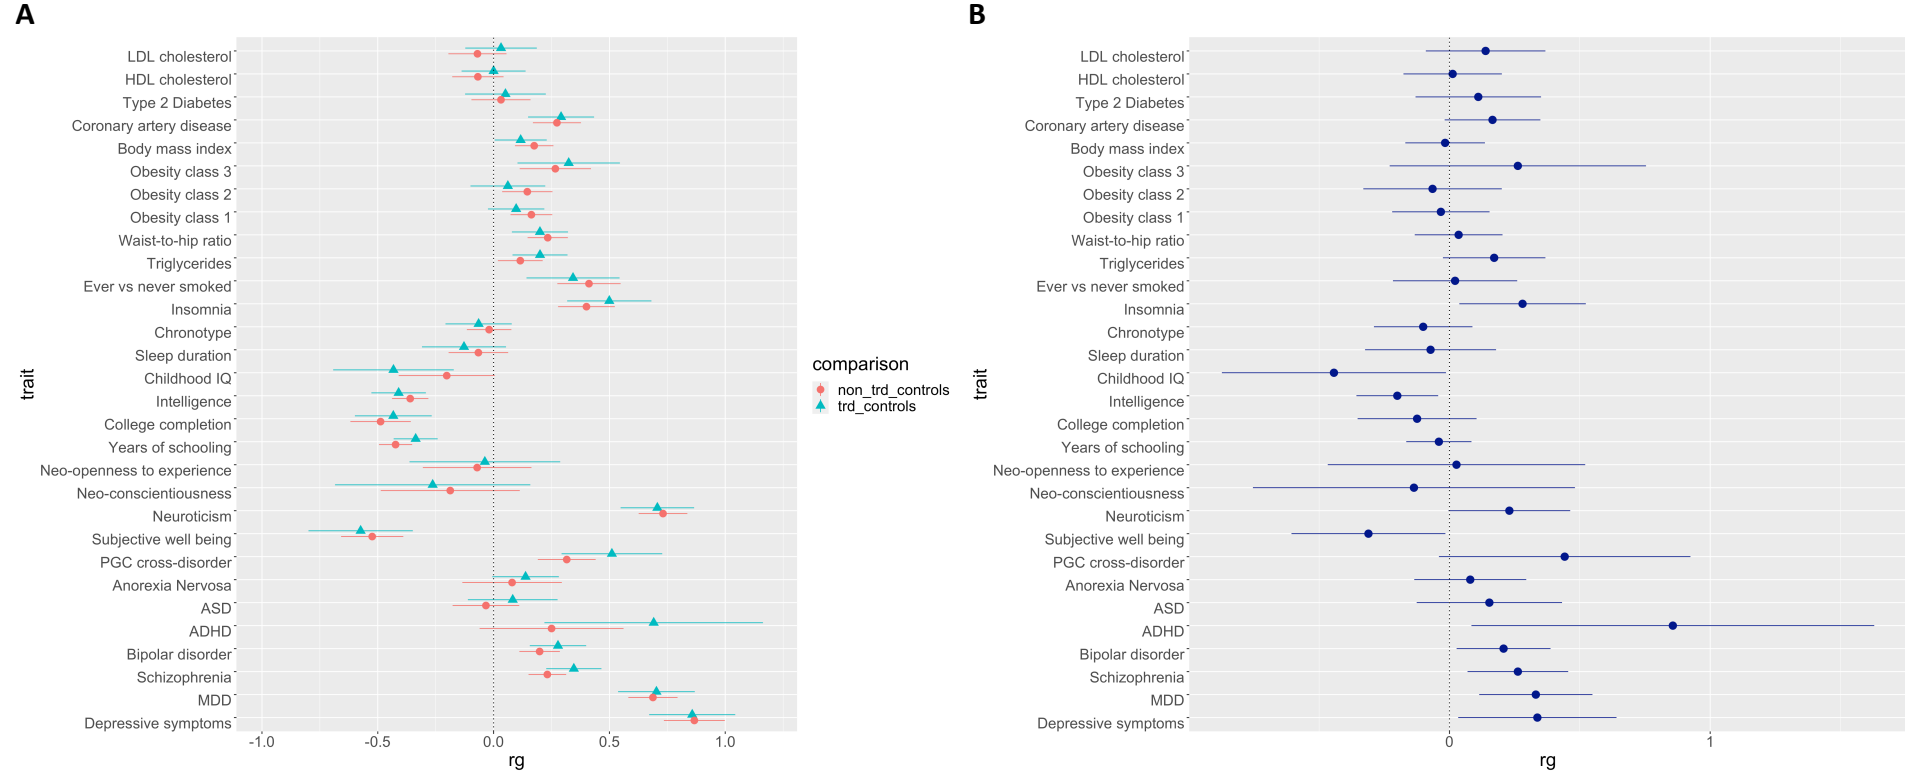 A
LDL cholesterol
HDL cholesterol
Type 2 Diabetes
Coronary artery disease
Body mass index
Obesity class 3
Obesity class 2
Obesity class 1
Waist-to-hip ratio
Triglycerides
Ever vs never smoked
Insomnia
Chronotype
Sleep duration
Childhood IQ
Intelligence
College completion
Years of schooling
Neo-openness to experience
Neo-conscientiousness
Neuroticism
Subjective well being
PGC cross-disorder
Anorexia Nervosa
ASD
ADHD
Bipolar disorder
Schizophrenia
MDD
Depressive symptoms
trait
-1.0 -0.5 0.0 0.5 1.0
rg
comparison
non_trd_controls
trd_controls
B
LDL cholesterol
HDL cholesterol
Type 2 Diabetes
Coronary artery disease
Body mass index
Obesity class 3
Obesity class 2
Obesity class 1
Waist-to-hip ratio
Triglycerides
Ever vs never smoked
Insomnia
Chronotype
Sleep duration
Childhood IQ
Intelligence
College completion
Years of schooling
Neo-openness to experience
Neo-conscientiousness
Neuroticism
Subjective well being
PGC cross-disorder
Anorexia Nervosa
ASD
ADHD
Bipolar disorder
Schizophrenia
MDD
Depressive symptoms
trait
0 1
rg